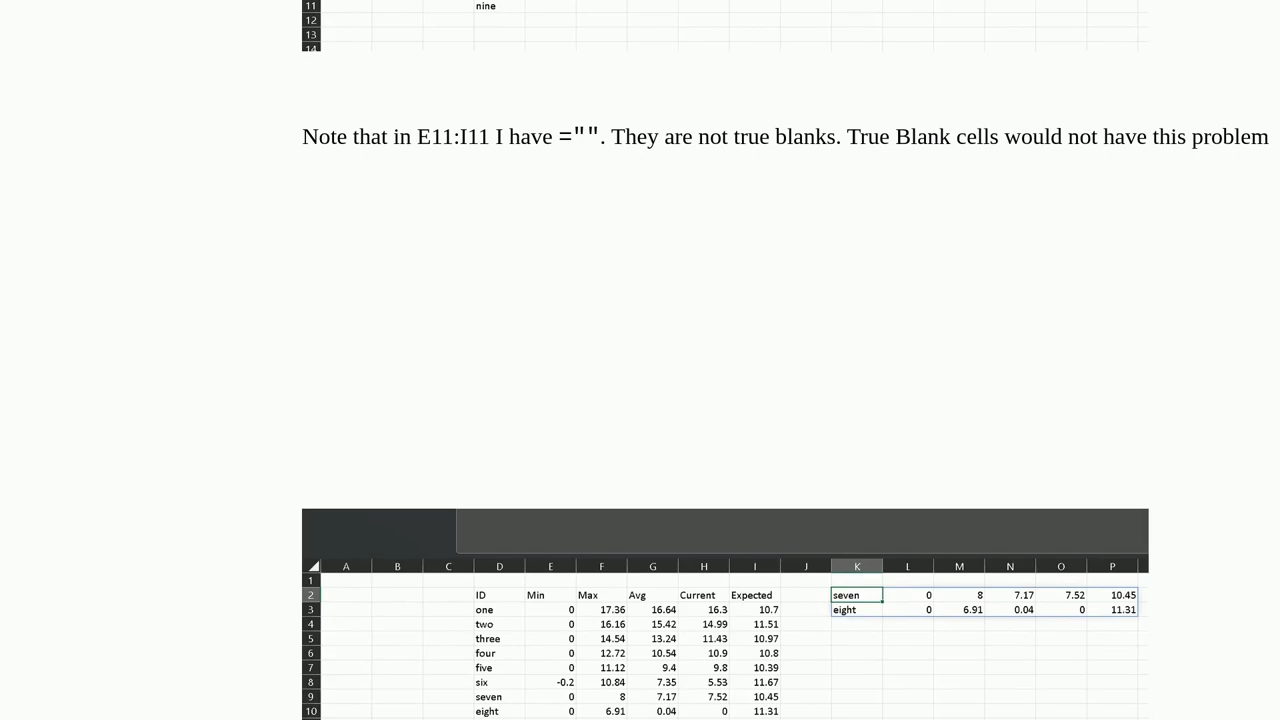 11 nine
12
13
14
Note that in E11:I11 I have ="". They are not true blanks. True Blank cells would not have this problem
A B C D E F G H I J K L M N O P
1
2 ID Min Max Avg Current Expected seven 0 8 7.17 7.52 10.45
3 one 0 17.36 16.64 16.3 10.7 eight 0 6.91 0.04 0 11.31
4 two 0 16.16 15.42 14.99 11.51
5 three 0 14.54 13.24 11.43 10.97
6 four 0 12.72 10.54 10.9 10.8
7 five 0 11.12 9.4 9.8 10.39
8 six -0.2 10.84 7.35 5.53 11.67
9 seven 0 8 7.17 7.52 10.45
10 eight 0 6.91 0.04 0 11.31